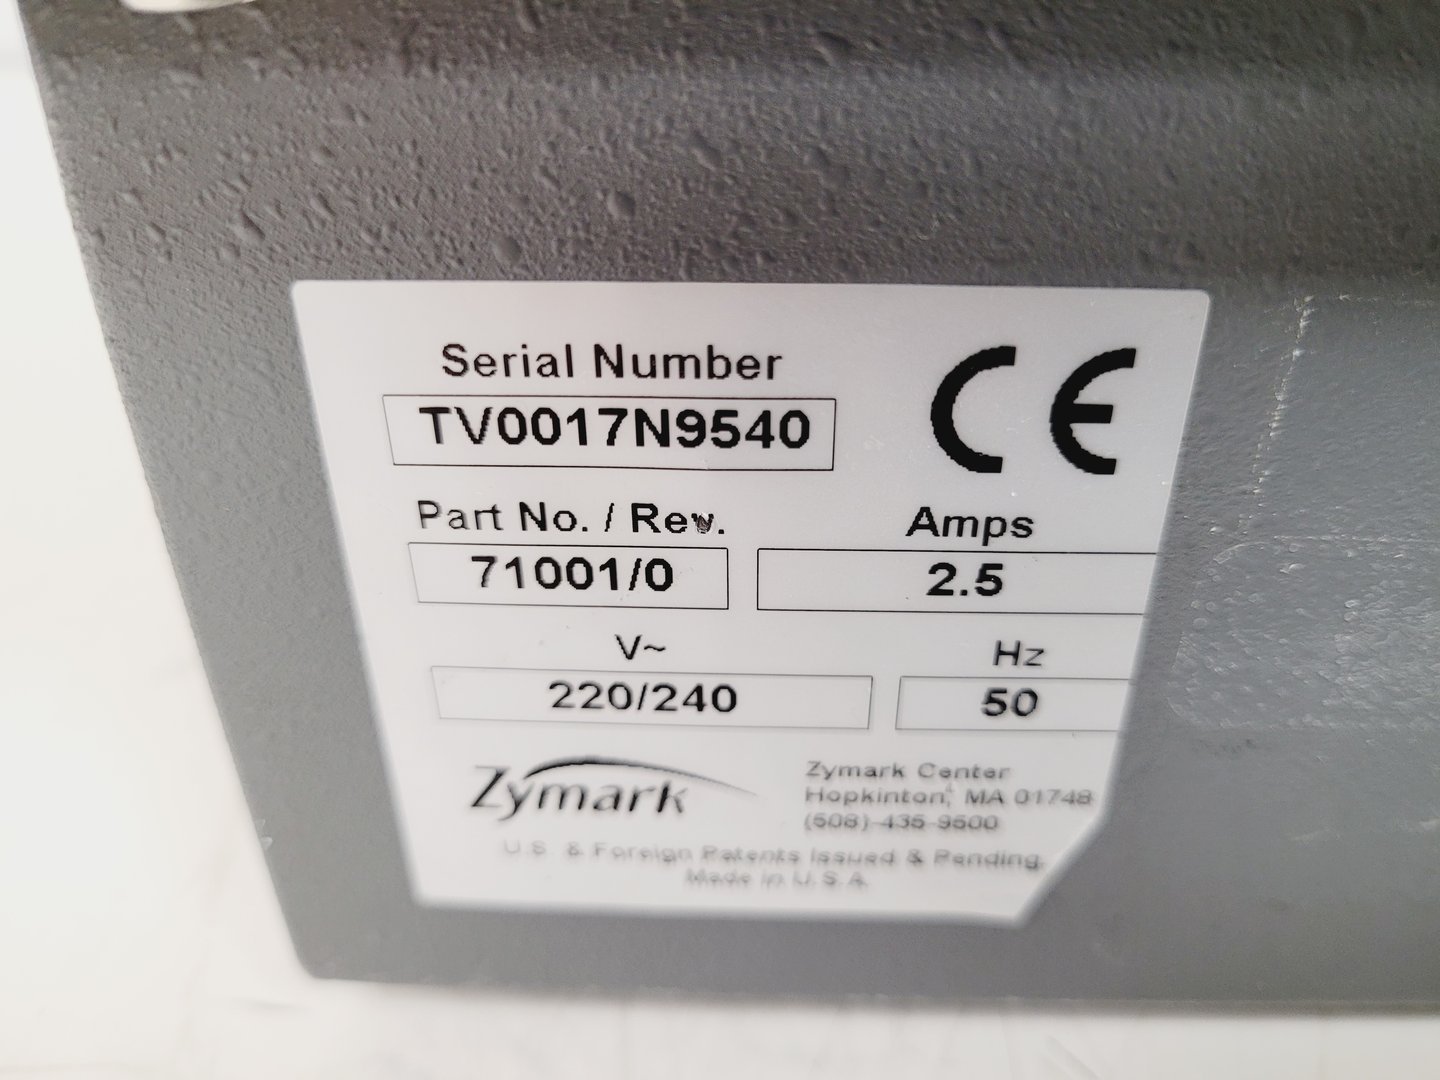 Serial Number
TV0017N9540
CE
Part No. / Rev.
71001/0
Amps
2.5
V~
220/240
Hz
50
Zymark
Zymark Center
Hopkinton, MA 01748
(508) 435-9500
U.S. & Foreign Patents Issued & Pending
Made in U.S.A.